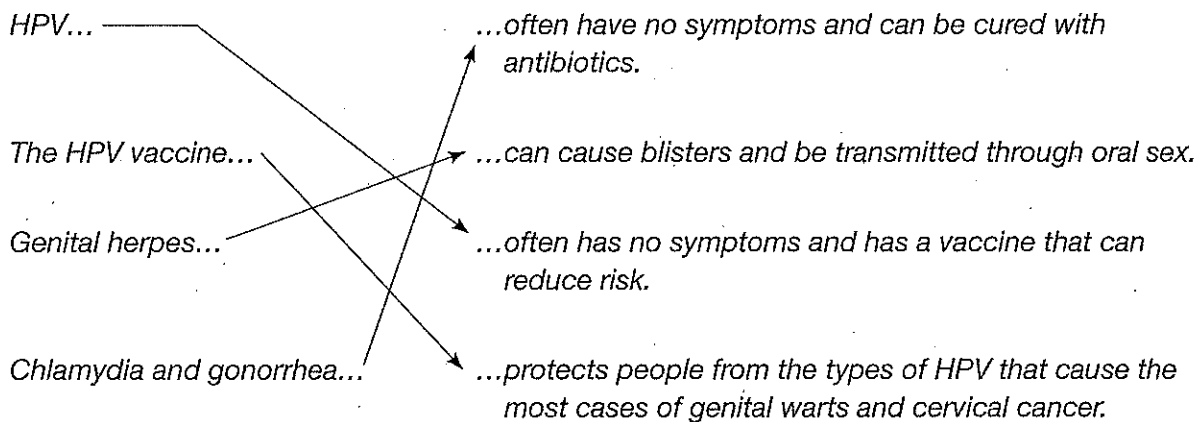 HPV...
...often have no symptoms and can be cured with
antibiotics.
The HPV vaccine...
...can cause blisters and be transmitted through oral sex.
Genital herpes...
...often has no symptoms and has a vaccine that can
reduce risk.
Chlamydia and gonorrhea...
...protects people from the types of HPV that cause the
most cases of genital warts and cervical cancer.